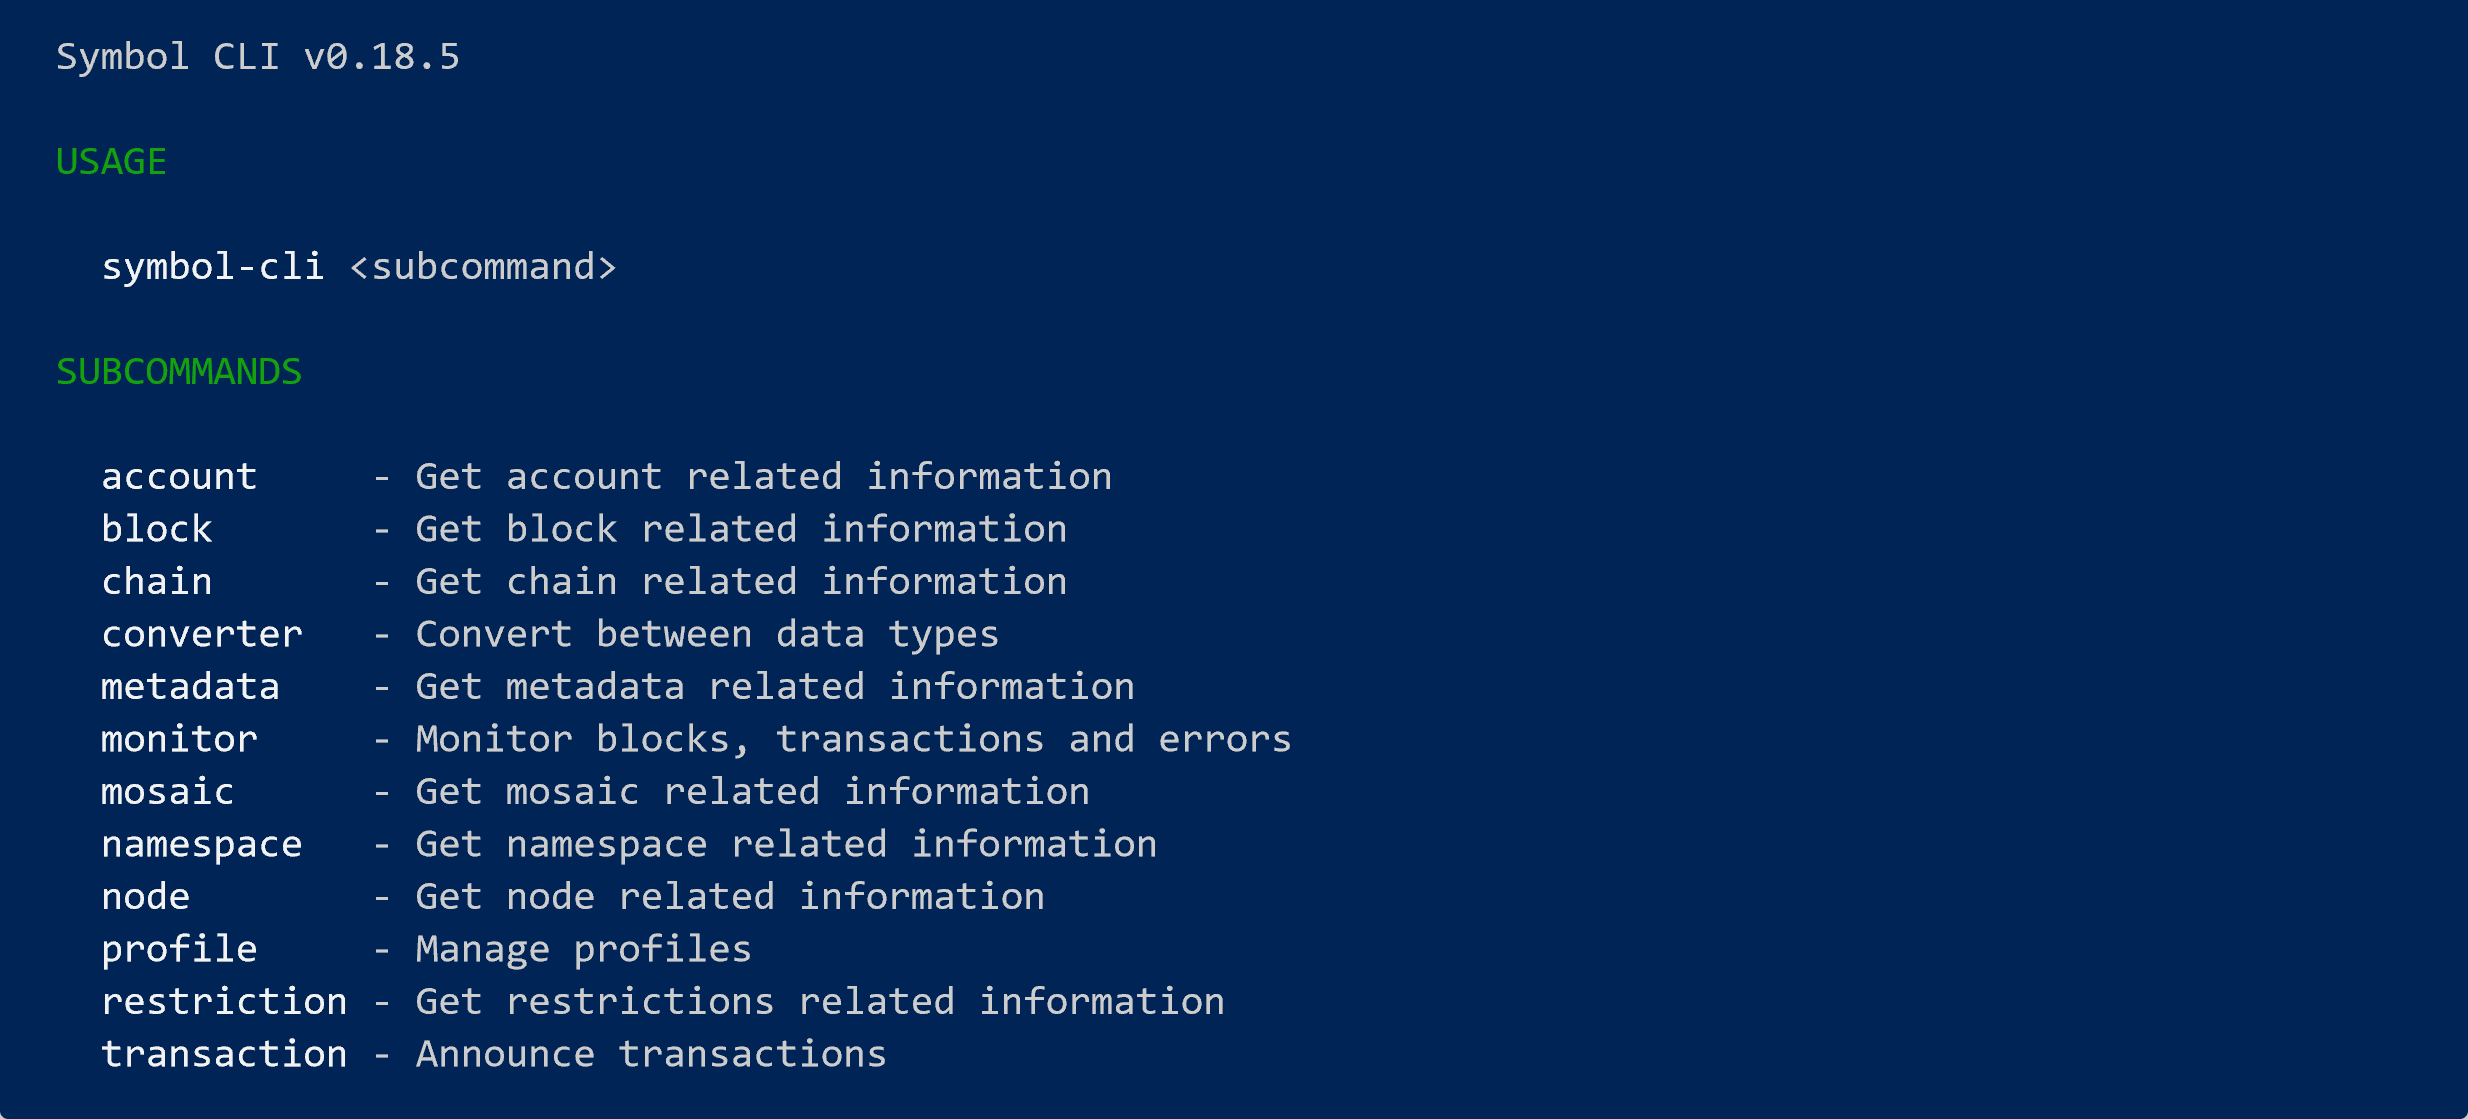 Symbol CLI v0.18.5
USAGE
symbol-cli <subcommand>
SUBCOMMANDS
account     - Get account related information
block       - Get block related information
chain       - Get chain related information
converter   - Convert between data types
metadata    - Get metadata related information
monitor     - Monitor blocks, transactions and errors
mosaic      - Get mosaic related information
namespace   - Get namespace related information
node        - Get node related information
profile     - Manage profiles
restriction - Get restrictions related information
transaction - Announce transactions